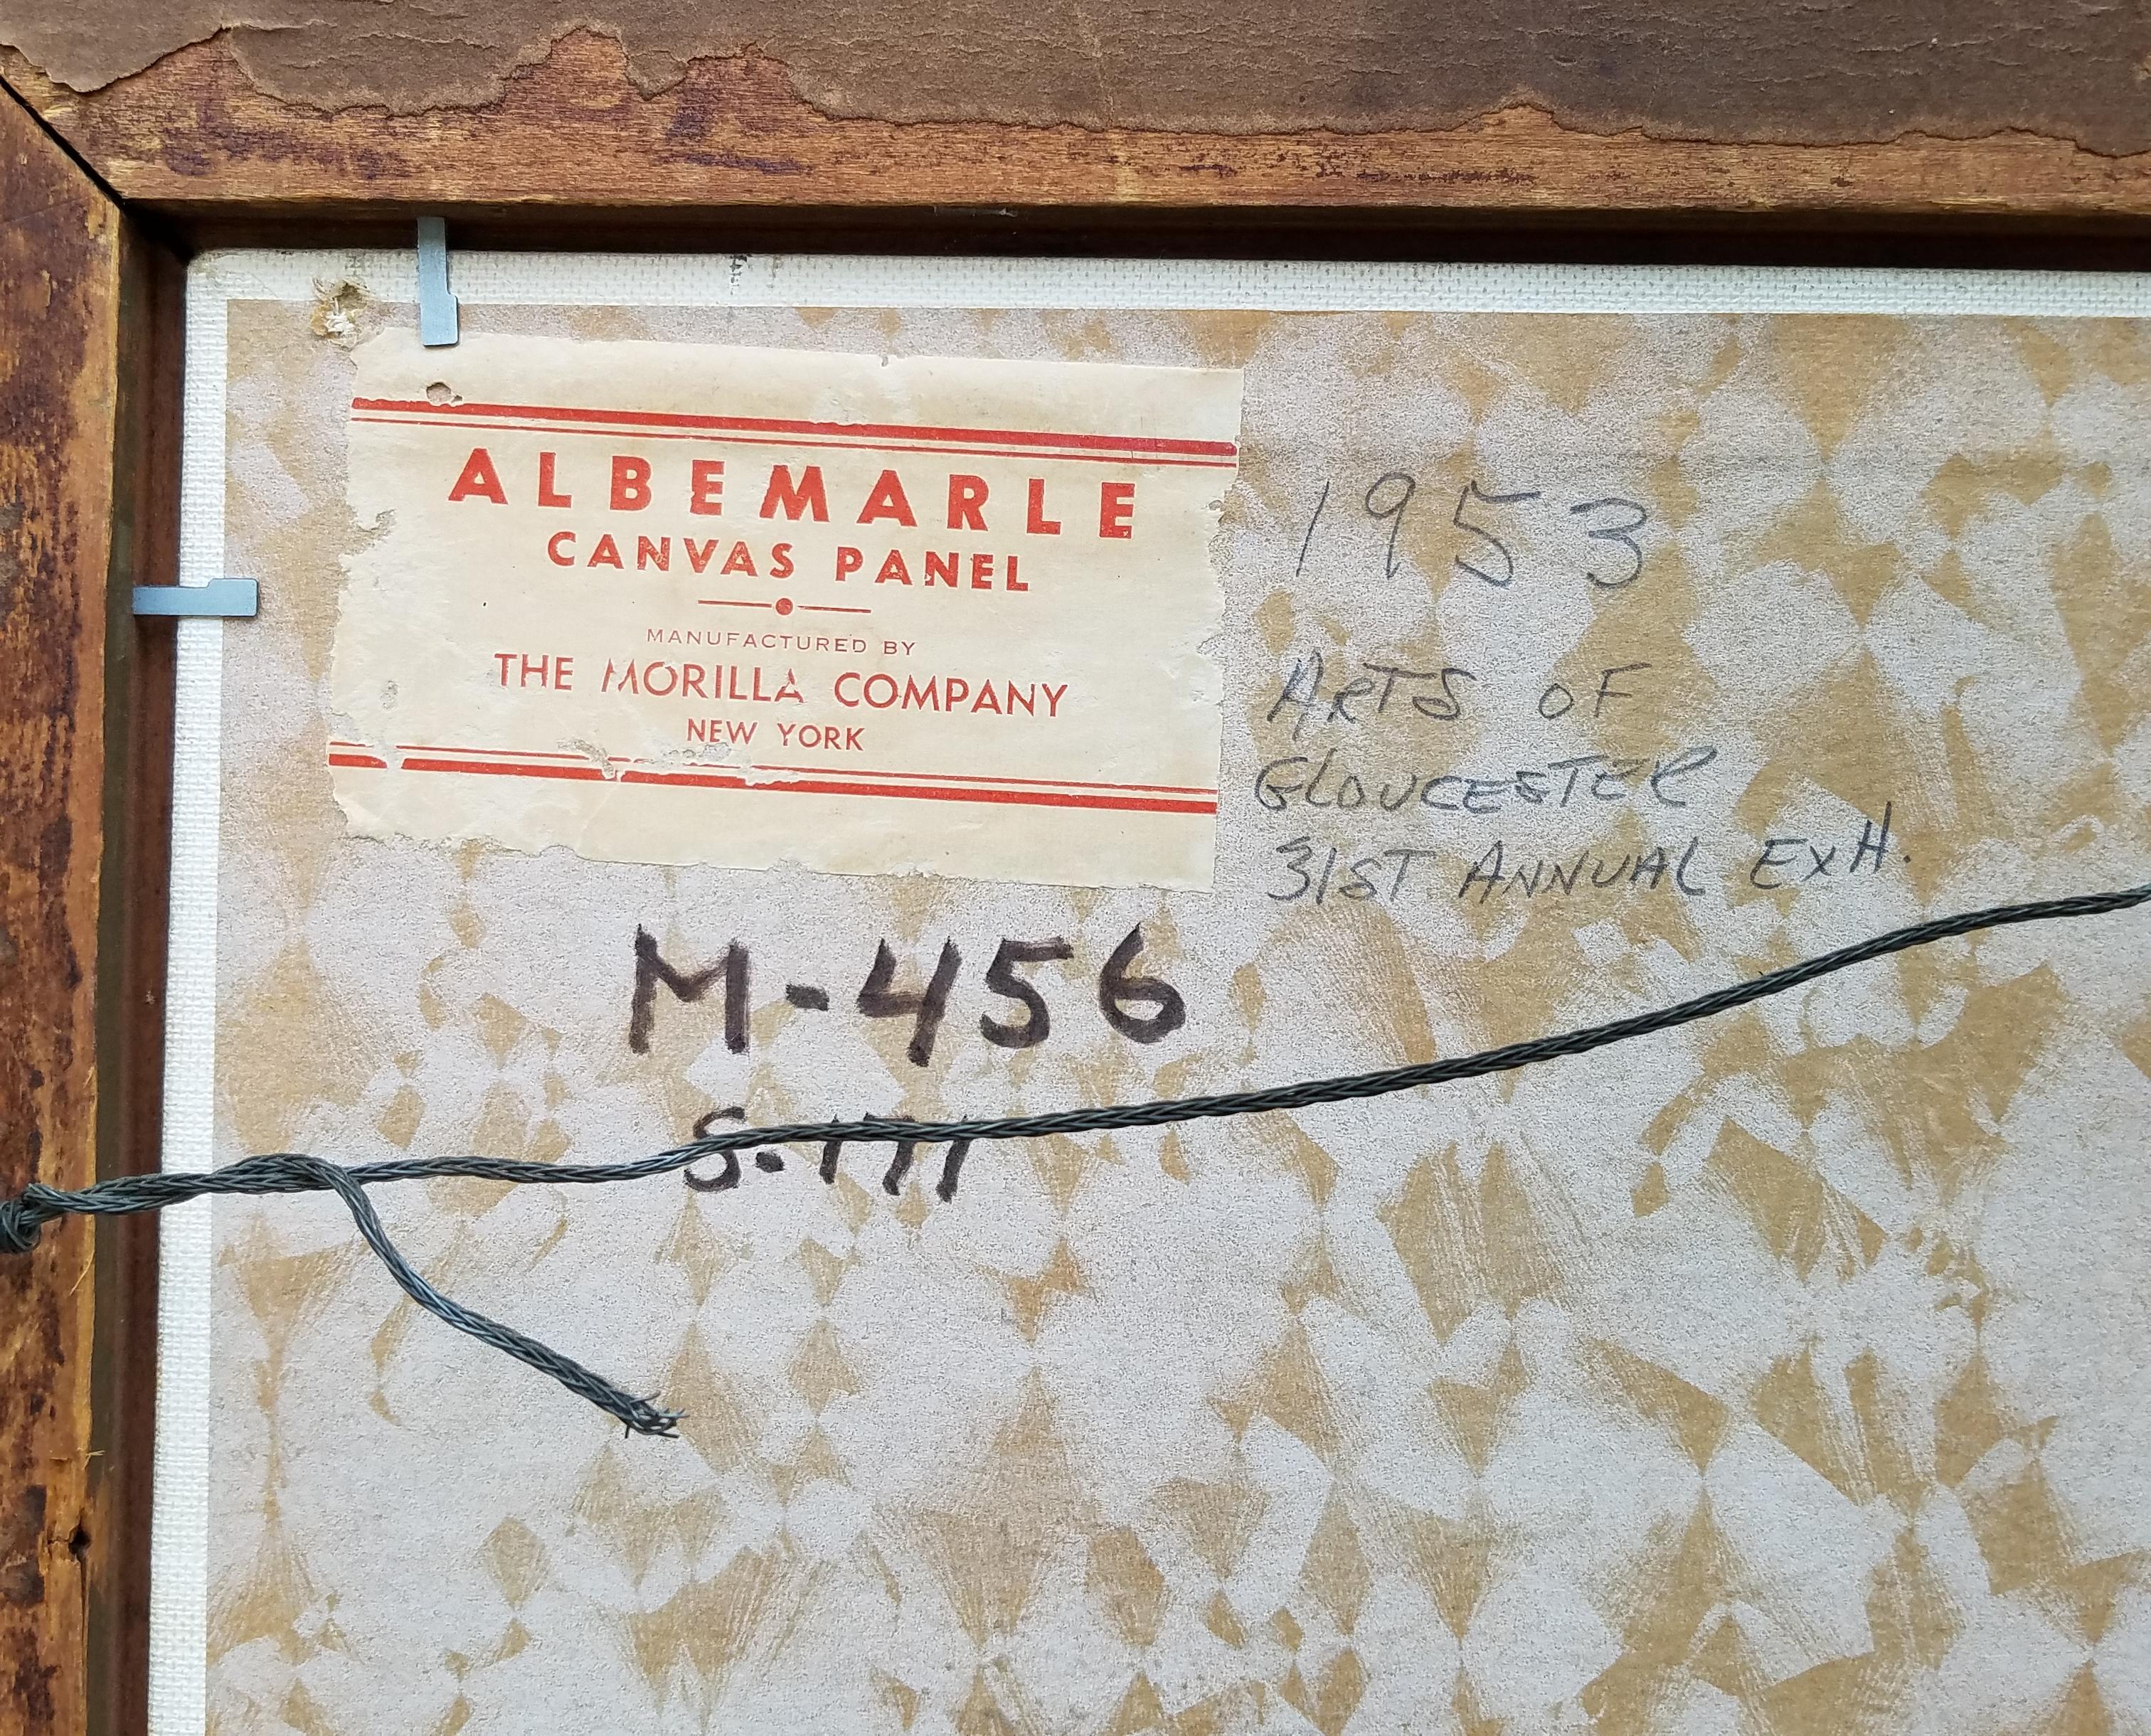 ALBEMARLE
CANVAS PANEL
MANUFACTURED BY
THE MORILLA COMPANY
NEW YORK
1953
ARTS OF
GLOUCESTER
31ST ANNUAL EXH.
M-456